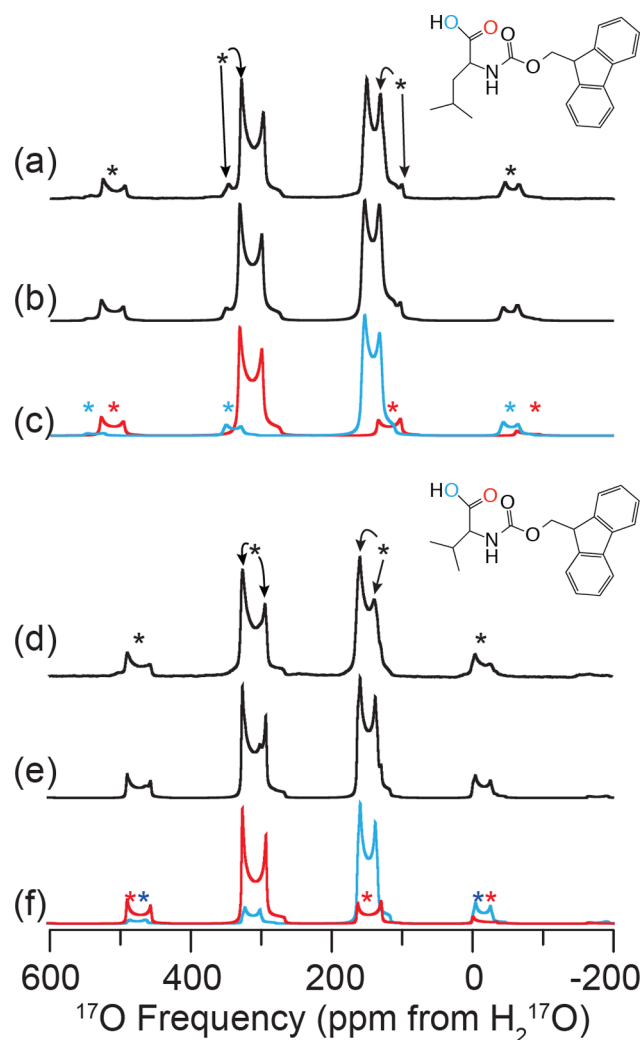 HO O O
N
H O
*
*
(a) * *
(b)
* * * * * *
(c)
HO O O
N
H O
* *
(d) * *
(e)
(f) * * * * *
600 400 200 0 -200
¹⁷O Frequency (ppm from H₂¹⁷O)